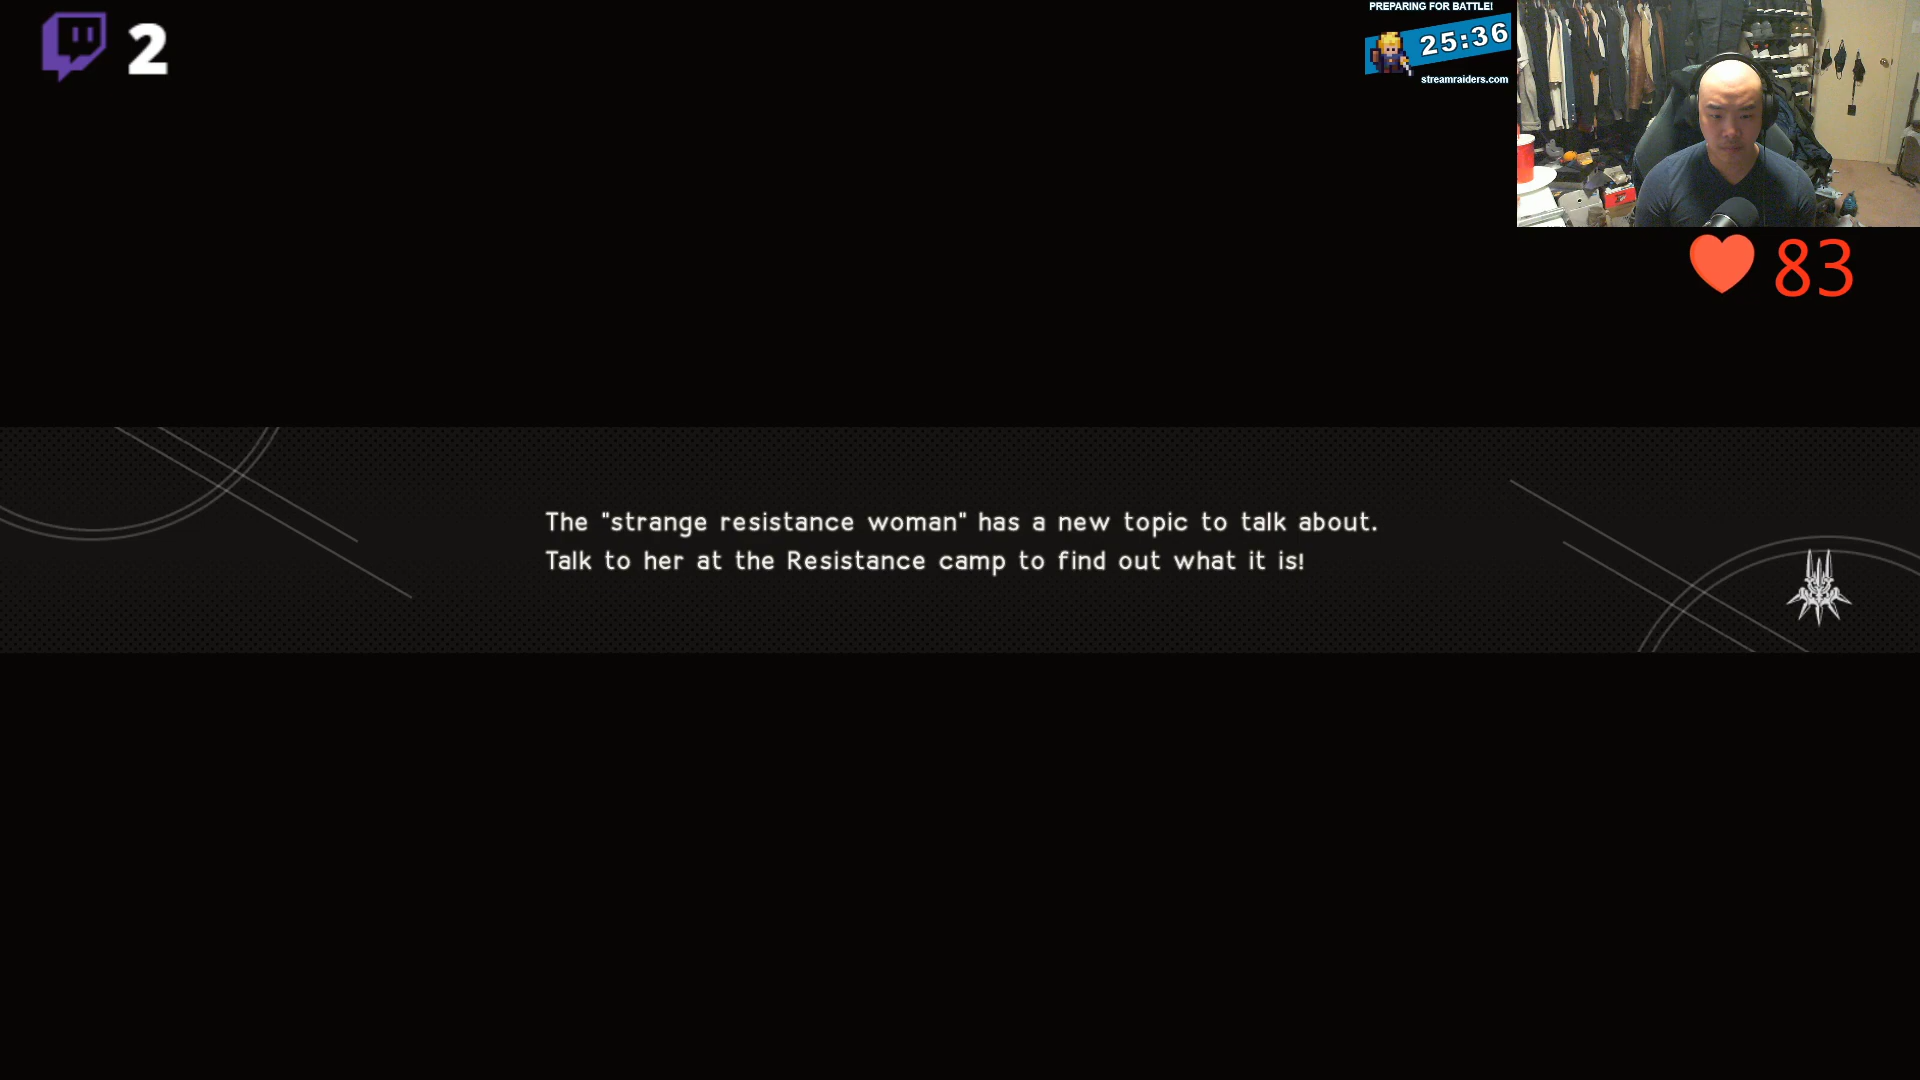 2
PREPARING FOR BATTLE!
25:36
streamraiders.com
83
The "strange resistance woman" has a new topic to talk about.
Talk to her at the Resistance camp to find out what it is!